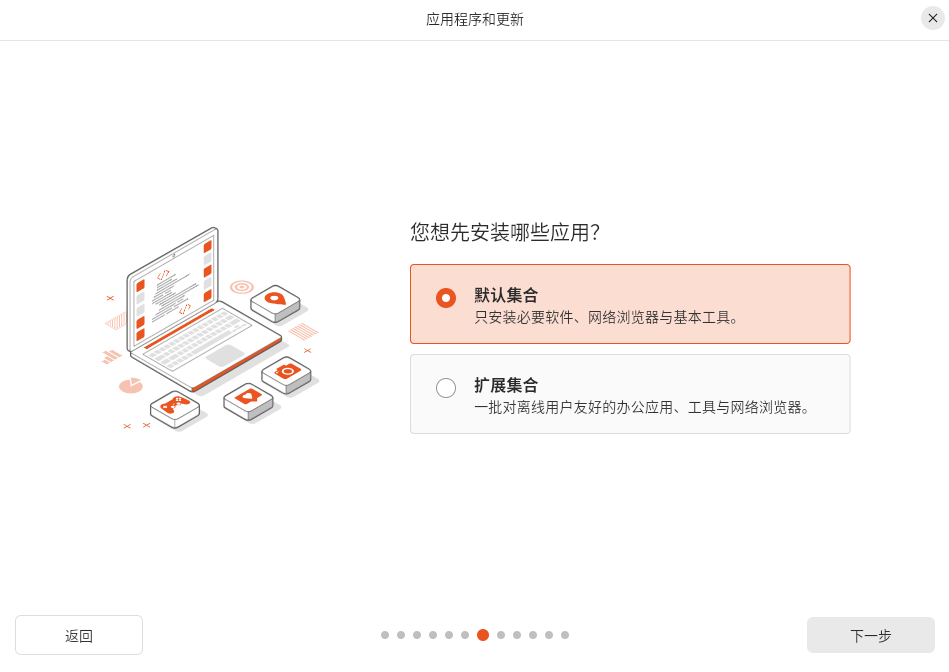 应用程序和更新
您想先安装哪些应用?
默认集合
只安装必要软件、网络浏览器与基本工具。
扩展集合
一批对离线用户友好的办公应用、工具与网络浏览器。
返回
下一步